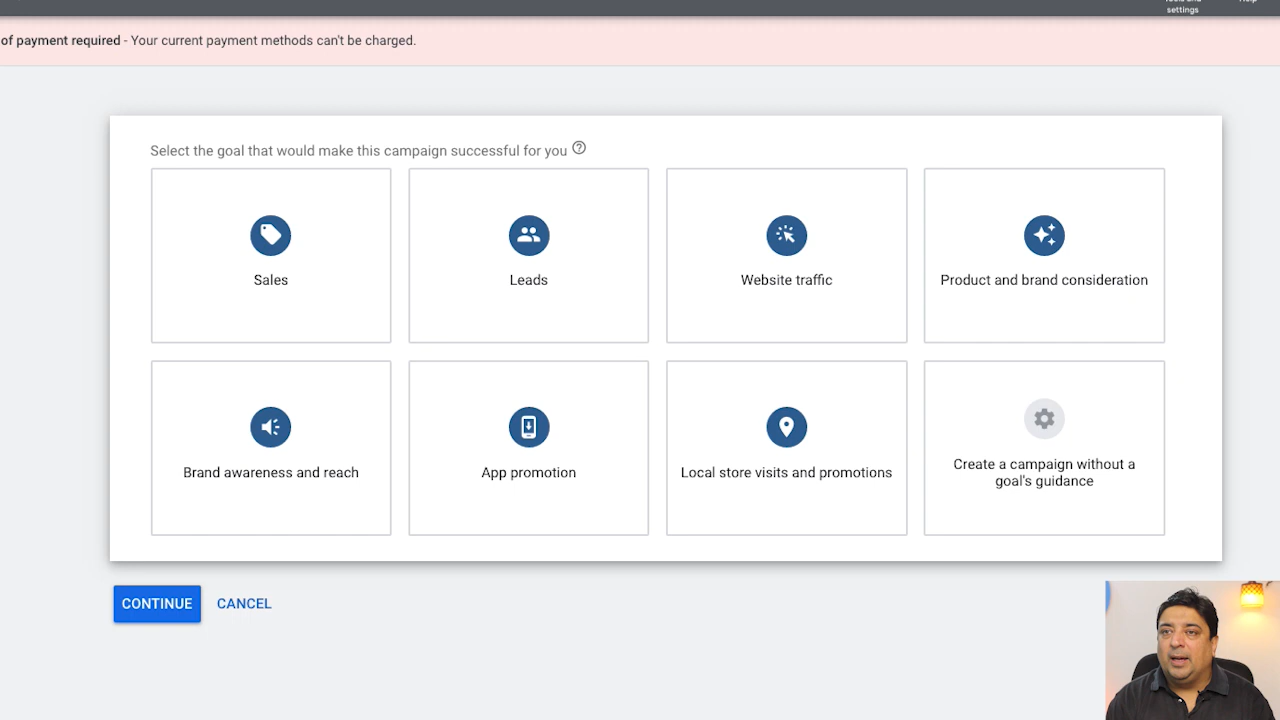 settings
of payment required - Your current payment methods can't be charged.
Select the goal that would make this campaign successful for you
Sales
Leads
Website traffic
Product and brand consideration
Brand awareness and reach
App promotion
Local store visits and promotions
Create a campaign without a
goal's guidance
CONTINUE
CANCEL